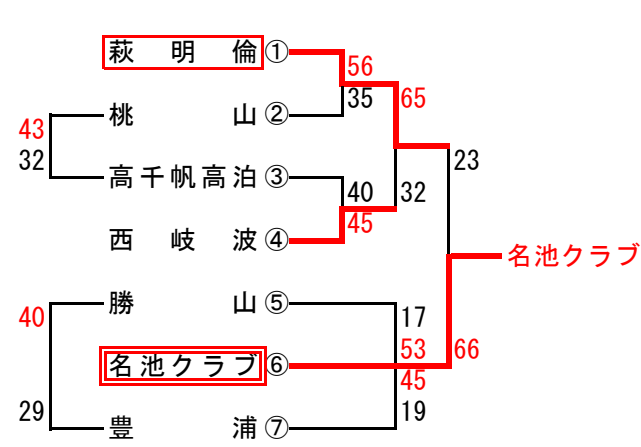 萩明倫①
56
35
65
43
桃山②
32
23
高千帆高泊③
40
32
45
西岐波④
名池クラブ
勝山⑤
40
17
53
66
名池クラブ⑥
45
29
19
豊浦⑦